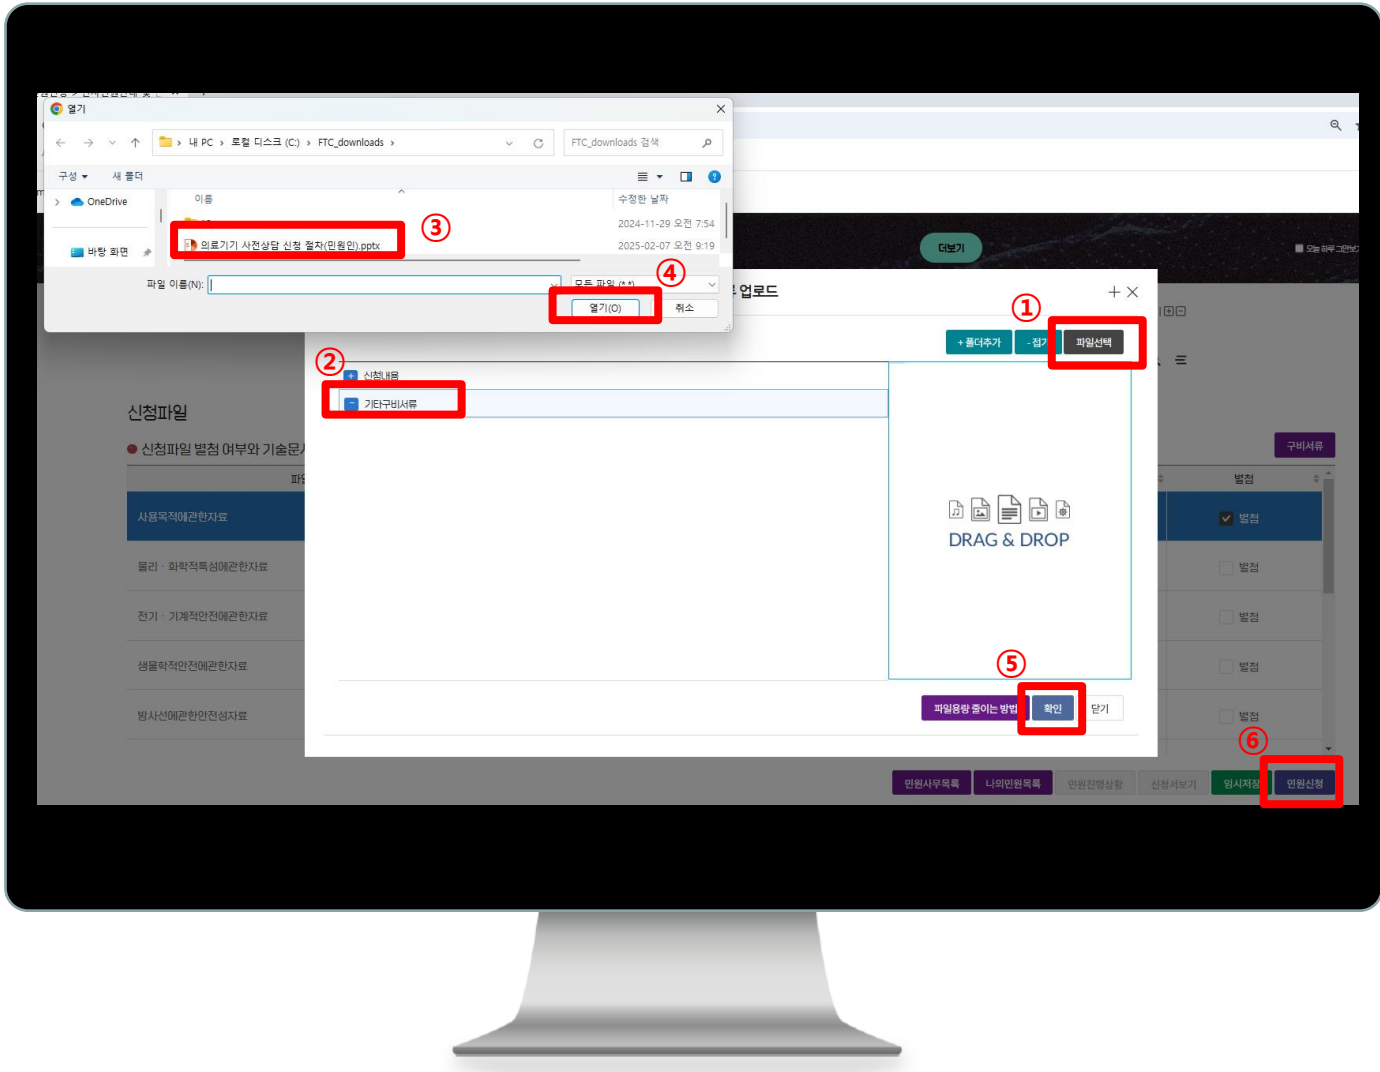 열기
내 PC > 로컬 디스크 (C:) > FTC_downloads >
FTC_downloads 검색
구성
새 폴더
OneDrive
바탕 화면
이름
수정한 날짜
2024-11-29 오전 7:54
③
의료기기 사전상담 신청 절차(민원인).pptx
2025-02-07 오전 9:19
④
파일 이름(N):
모든 파일 (*.*)
열기(O)
취소
더보기
업로드
①
+ 폴더추가
- 접기
파일선택
②
신청내용
기타구비서류
DRAG & DROP
⑤
파일용량 줄이는 방법
확인
닫기
신청파일
신청파일 별첨 여부와 기술문
구비서류
별첨
사용목적에관한자료
별첨
물리 · 화학적특성에관한자료
별첨
전기 · 기계적안전에관한자료
별첨
생물학적안전에관한자료
별첨
방사선에관한안전성자료
별첨
⑥
민원사무목록
나의민원목록
민원진행상황
신청서보기
임시저장
민원신청